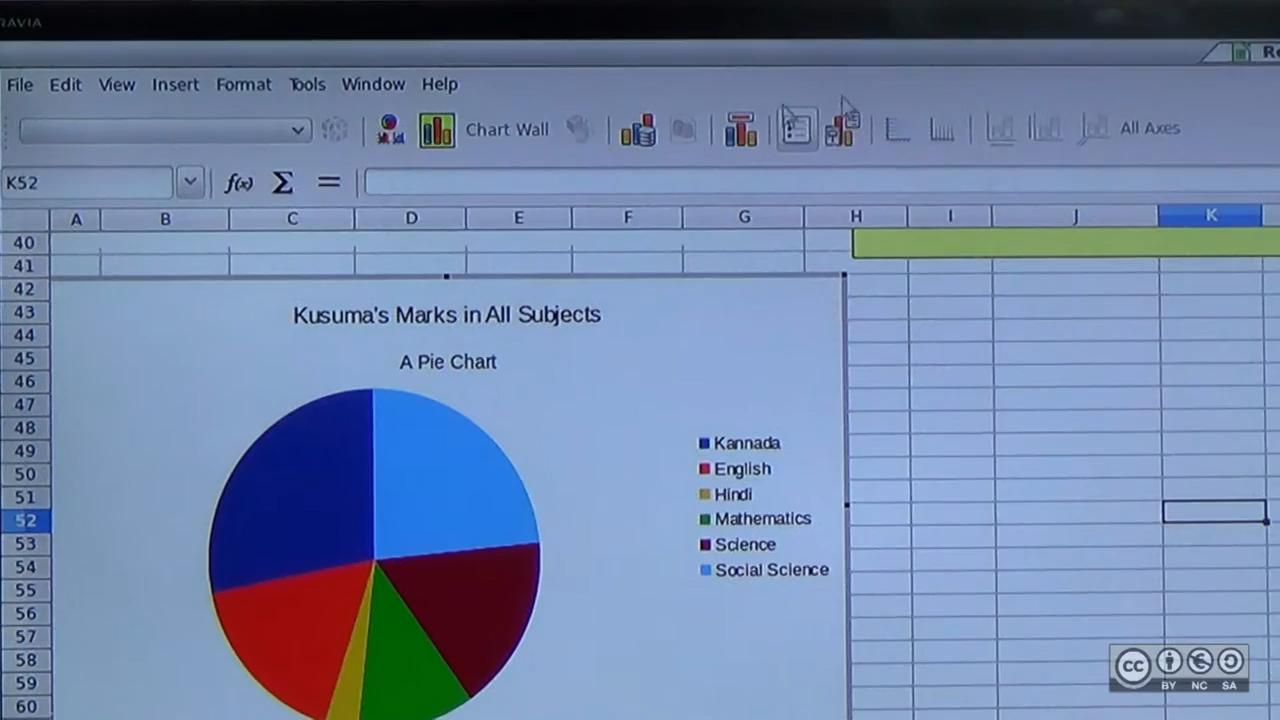 RAVIA
File Edit View Insert Format Tools Window Help
Chart Wall All Axes
K52 f(x) Σ =
A B C D E F G H I J K
40
41
42
43
44
45
46
47
48
49
50
51
52
53
54
55
56
57
58
59
60
Kusuma's Marks in All Subjects
A Pie Chart
Kannada
English
Hindi
Mathematics
Science
Social Science
cc
BY NC SA